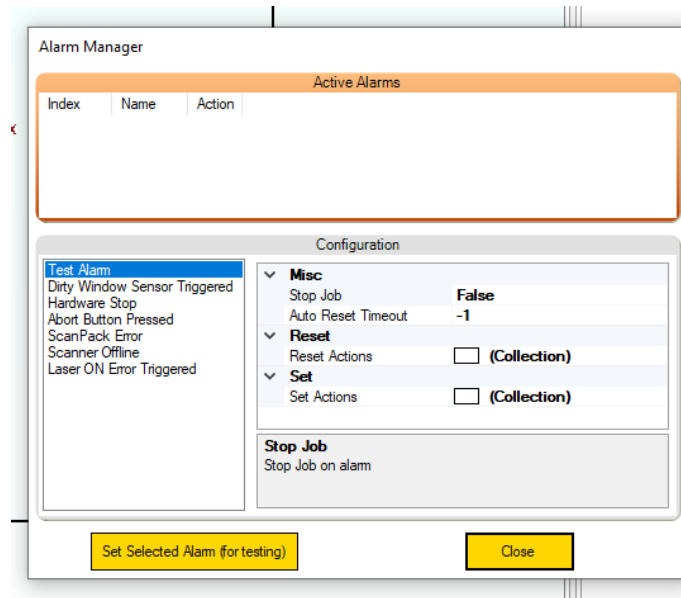 Alarm Manager
Active Alarms
Index Name Action
x
Configuration
Test Alarm
Dirty Window Sensor Triggered
Hardware Stop
Abort Button Pressed
ScanPack Error
Scanner Offline
Laser ON Error Triggered
Misc
Stop Job False
Auto Reset Timeout -1
Reset
Reset Actions (Collection)
Set
Set Actions (Collection)
Stop Job
Stop Job on alarm
Set Selected Alarm (for testing)
Close